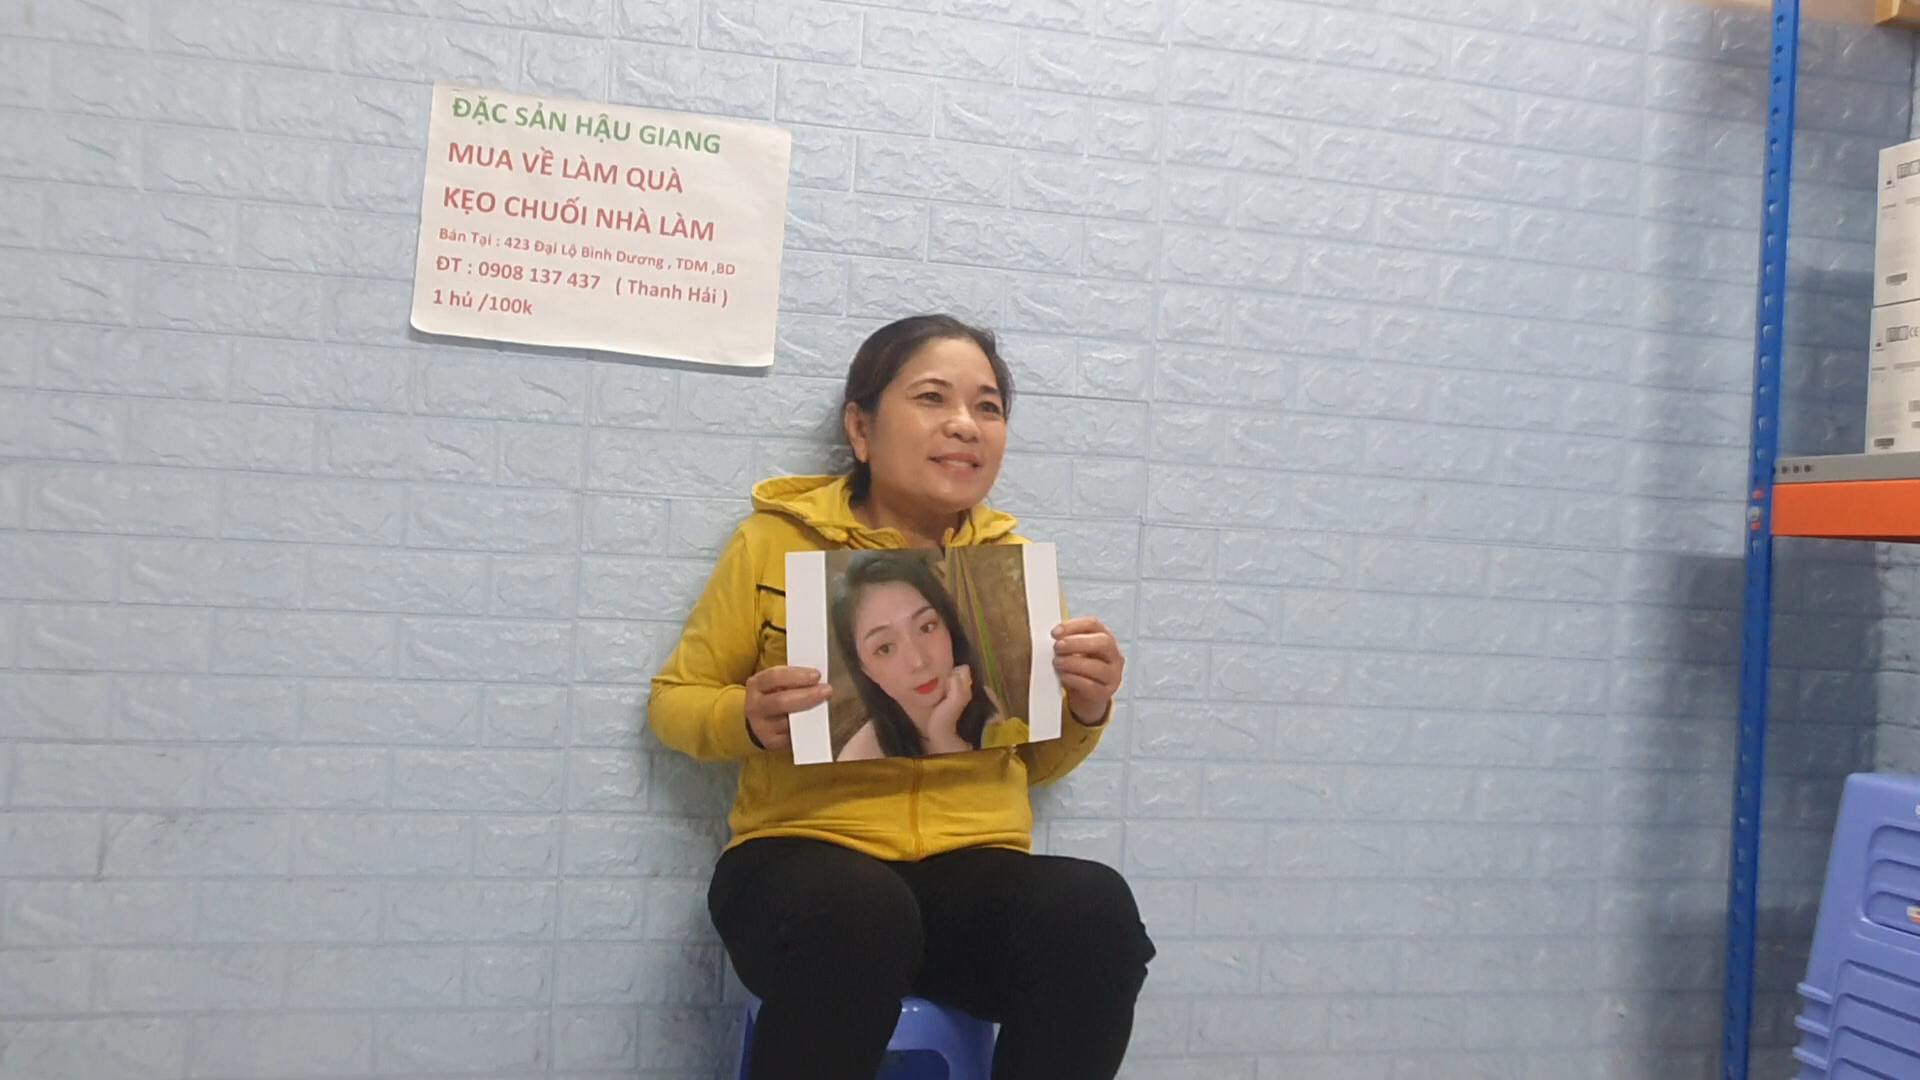 ĐẶC SẢN HẬU GIANG
MUA VỀ LÀM QUÀ
KẸO CHUỐI NHÀ LÀM
Bán Tại : 423 Đại Lộ Bình Dương , TDM ,BD
ĐT : 0908 137 437 ( Thanh Hải )
1 hủ /100k